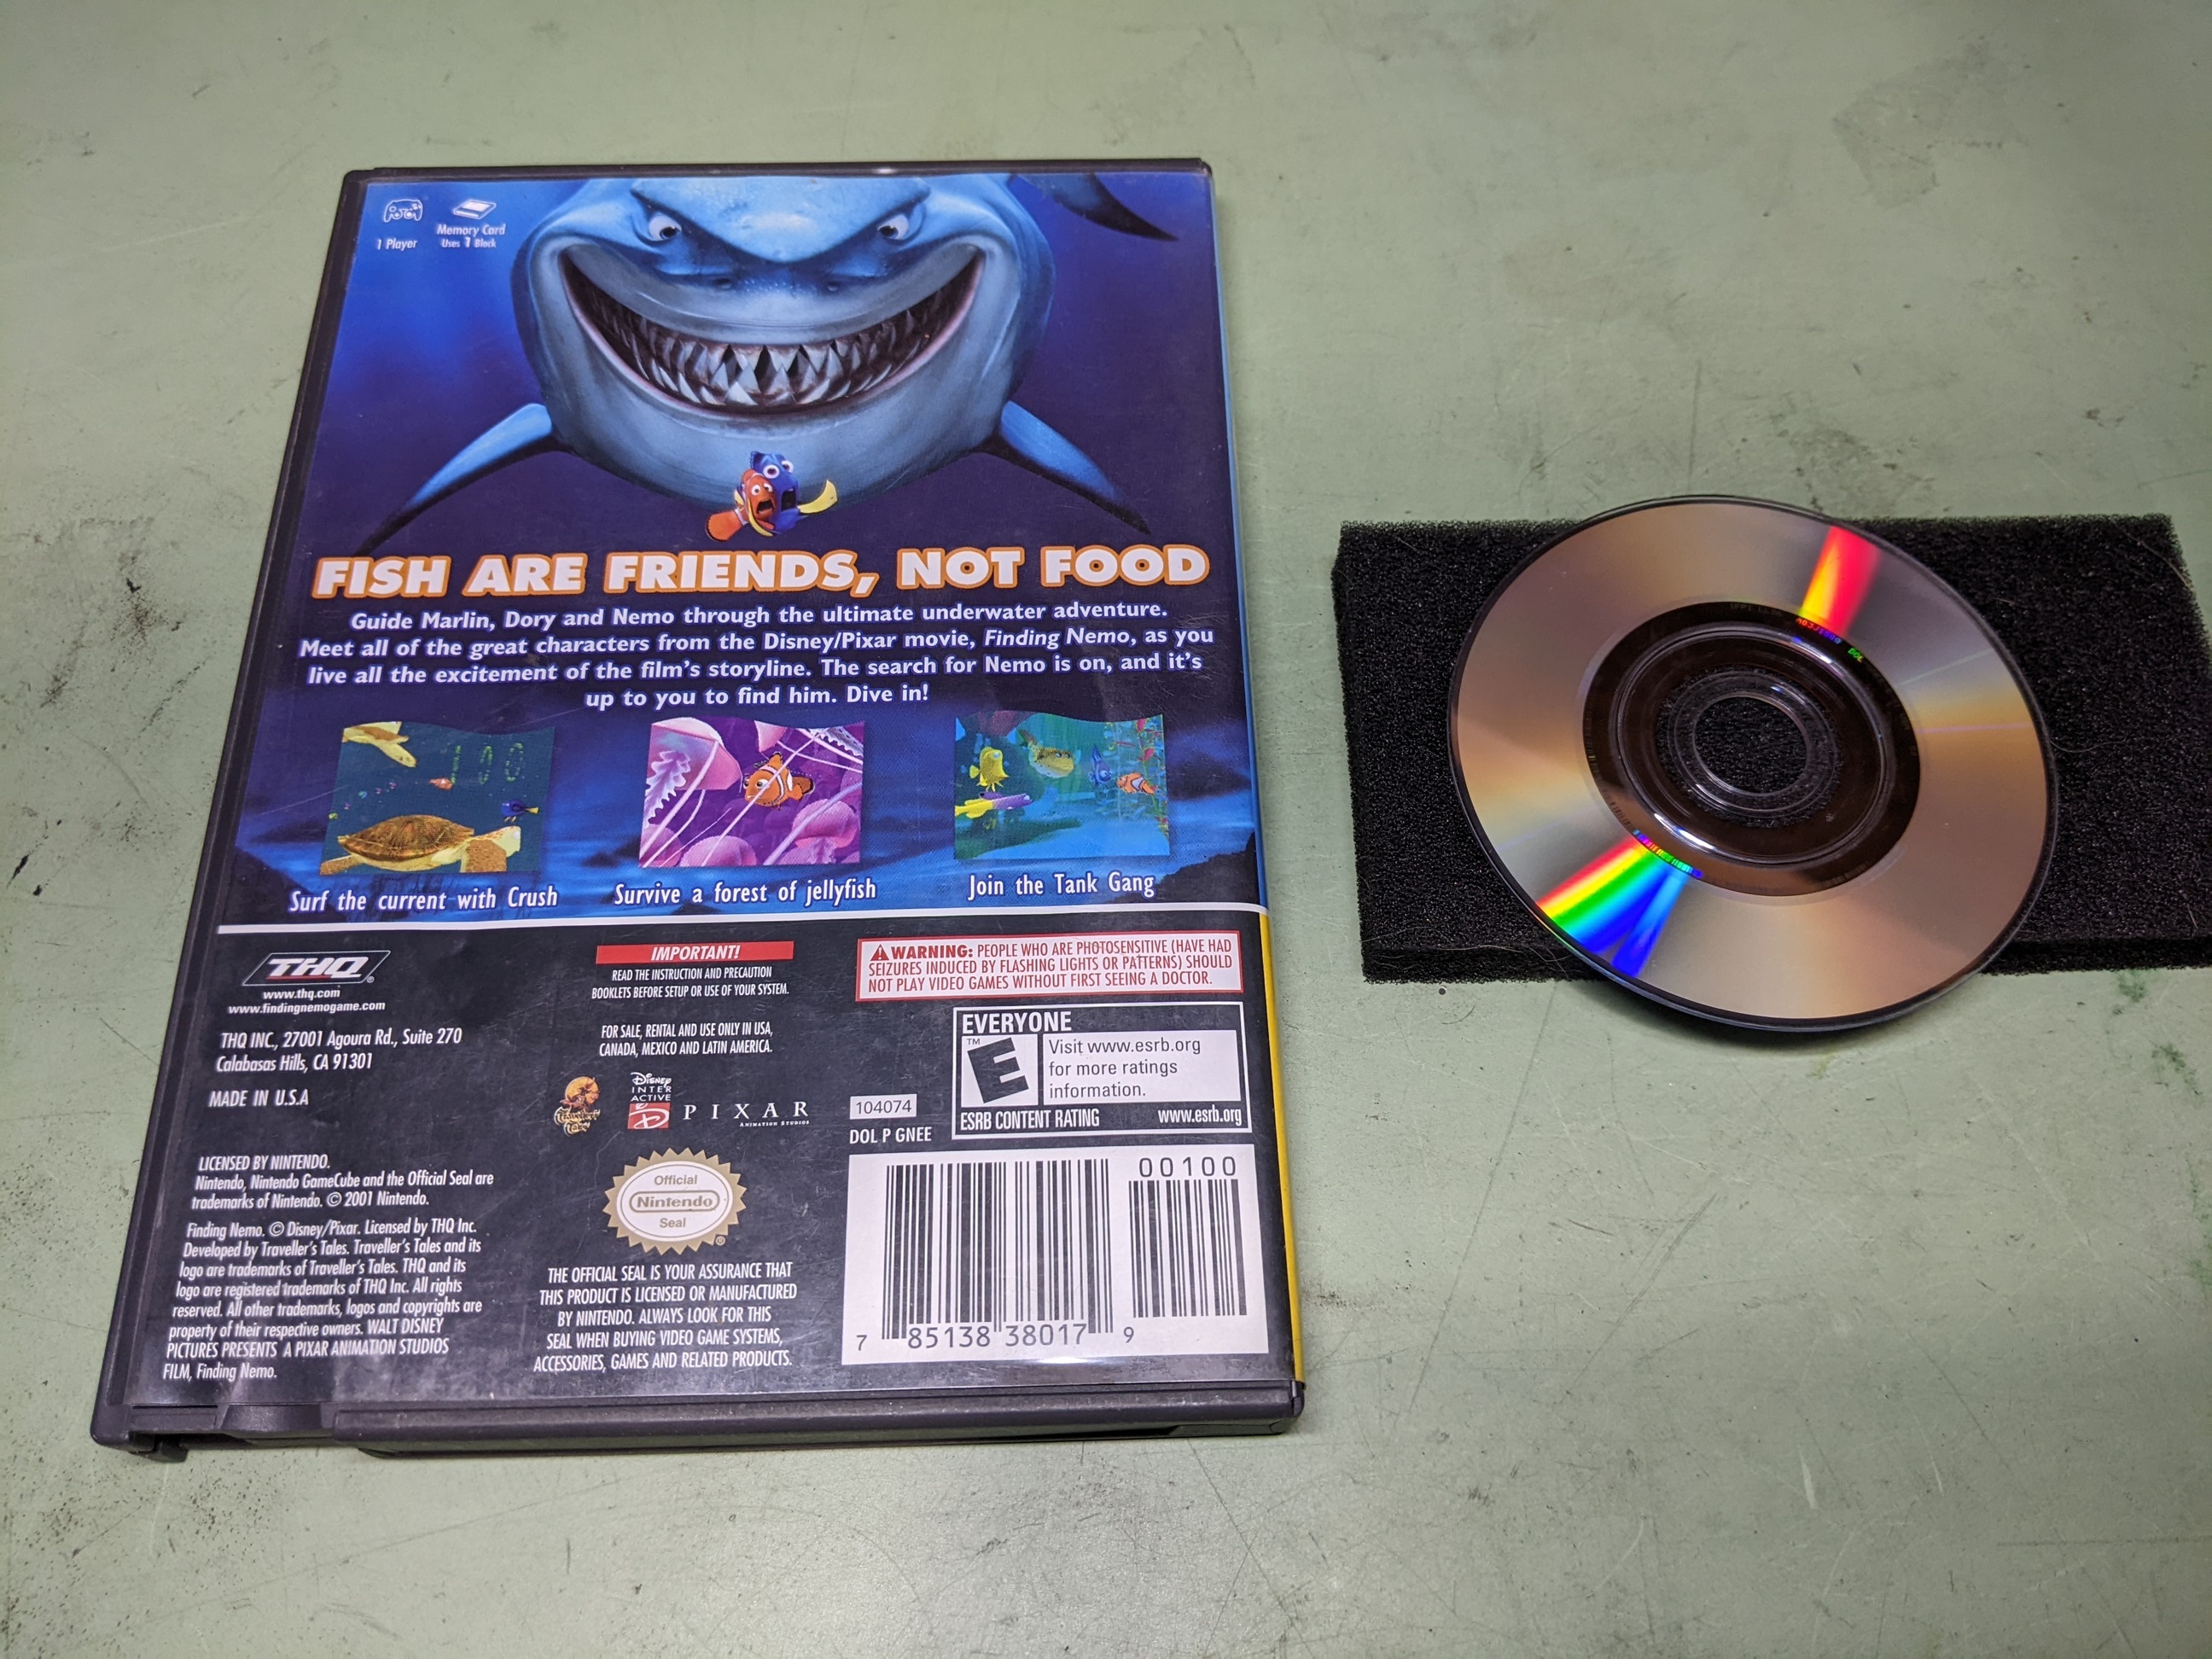 1 Player
Memory Card
Uses 1 Block
FISH ARE FRIENDS, NOT FOOD
Guide Marlin, Dory and Nemo through the ultimate underwater adventure.
Meet all of the great characters from the Disney/Pixar movie, Finding Nemo, as you
live all the excitement of the film's storyline. The search for Nemo is on, and it's
up to you to find him. Dive in!
100
Surf the current with Crush
Survive a forest of jellyfish
Join the Tank Gang
THQ
www.thq.com
www.findingnemogame.com
THQ INC., 27001 Agoura Rd., Suite 270
Calabasas Hills, CA 91301
MADE IN U.S.A
LICENSED BY NINTENDO.
Nintendo, Nintendo GameCube and the Official Seal are
trademarks of Nintendo. © 2001 Nintendo.
Finding Nemo. © Disney/Pixar. Licensed by THQ Inc.
Developed by Traveller's Tales. Traveller's Tales and its
logo are trademarks of Traveller's Tales. THQ and its
logo are registered trademarks of THQ Inc. All rights
reserved. All other trademarks, logos and copyrights are
property of their respective owners. WALT DISNEY
PICTURES PRESENTS A PIXAR ANIMATION STUDIOS
FILM, Finding Nemo.
IMPORTANT!
READ THE INSTRUCTION AND PRECAUTION
BOOKLETS BEFORE SETUP OR USE OF YOUR SYSTEM.
FOR SALE, RENTAL AND USE ONLY IN USA,
CANADA, MEXICO AND LATIN AMERICA.
Traveller's Tales
DISNEY
INTER
ACTIVE
PIXAR
ANIMATION STUDIOS
Official
Nintendo
Seal
®
THE OFFICIAL SEAL IS YOUR ASSURANCE THAT
THIS PRODUCT IS LICENSED OR MANUFACTURED
BY NINTENDO. ALWAYS LOOK FOR THIS
SEAL WHEN BUYING VIDEO GAME SYSTEMS,
ACCESSORIES, GAMES AND RELATED PRODUCTS.
WARNING: PEOPLE WHO ARE PHOTOSENSITIVE (HAVE HAD
SEIZURES INDUCED BY FLASHING LIGHTS OR PATTERNS) SHOULD
NOT PLAY VIDEO GAMES WITHOUT FIRST SEEING A DOCTOR.
EVERYONE
™
E
Visit www.esrb.org
for more ratings
information.
ESRB CONTENT RATING www.esrb.org
104074
DOL P GNEE
00100
7 85138 38017 9
DOL